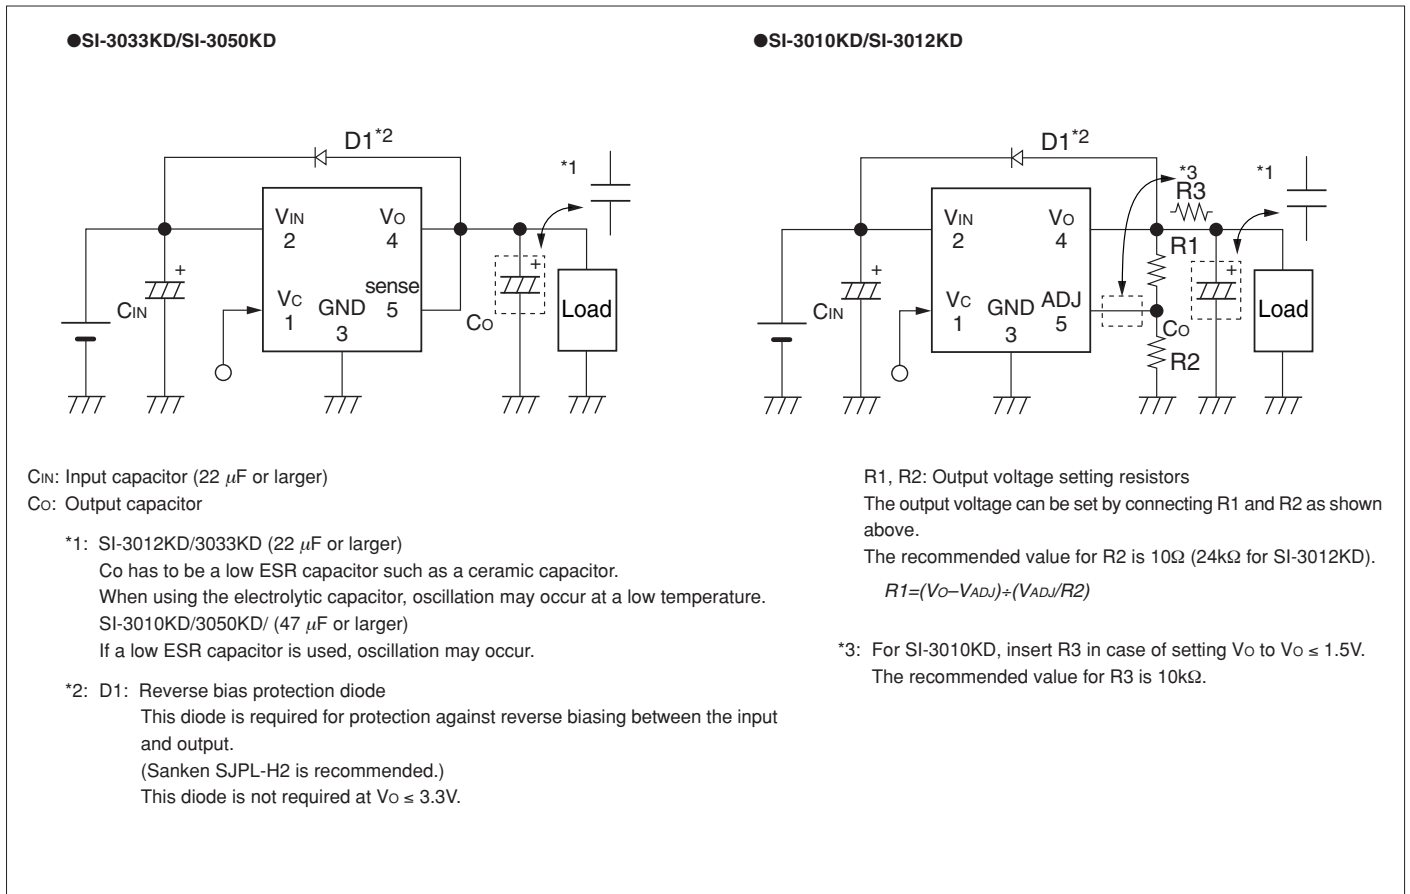 ●SI-3033KD/SI-3050KD
D1*2
*1
VIN
2
VO
4
sense
5
VC
1
GND
3
CIN
+
CO
+
Load
●SI-3010KD/SI-3012KD
D1*2
*3
R3
*1
VIN
2
VO
4
R1
VC
1
GND
3
ADJ
5
CIN
+
CO
+
R2
Load
CIN: Input capacitor (22 μF or larger)
CO: Output capacitor
*1: SI-3012KD/3033KD (22 μF or larger)
Co has to be a low ESR capacitor such as a ceramic capacitor.
When using the electrolytic capacitor, oscillation may occur at a low temperature.
SI-3010KD/3050KD/ (47 μF or larger)
If a low ESR capacitor is used, oscillation may occur.
*2: D1: Reverse bias protection diode
This diode is required for protection against reverse biasing between the input
and output.
(Sanken SJPL-H2 is recommended.)
This diode is not required at VO ≤ 3.3V.
R1, R2: Output voltage setting resistors
The output voltage can be set by connecting R1 and R2 as shown
above.
The recommended value for R2 is 10Ω (24kΩ for SI-3012KD).
R1=(VO–VADJ)÷(VADJ/R2)
*3: For SI-3010KD, insert R3 in case of setting VO to VO ≤ 1.5V.
The recommended value for R3 is 10kΩ.